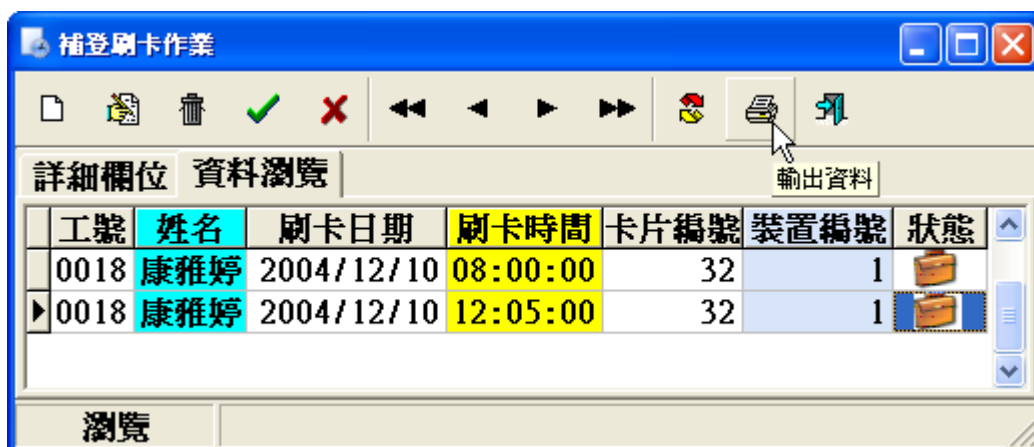 補登刷卡作業
輸出資料
詳細欄位 資料瀏覽
工號 姓名 刷卡日期 刷卡時間 卡片編號 裝置編號 狀態
0018 康雅婷 2004/12/10 08:00:00 32 1
0018 康雅婷 2004/12/10 12:05:00 32 1
瀏覽